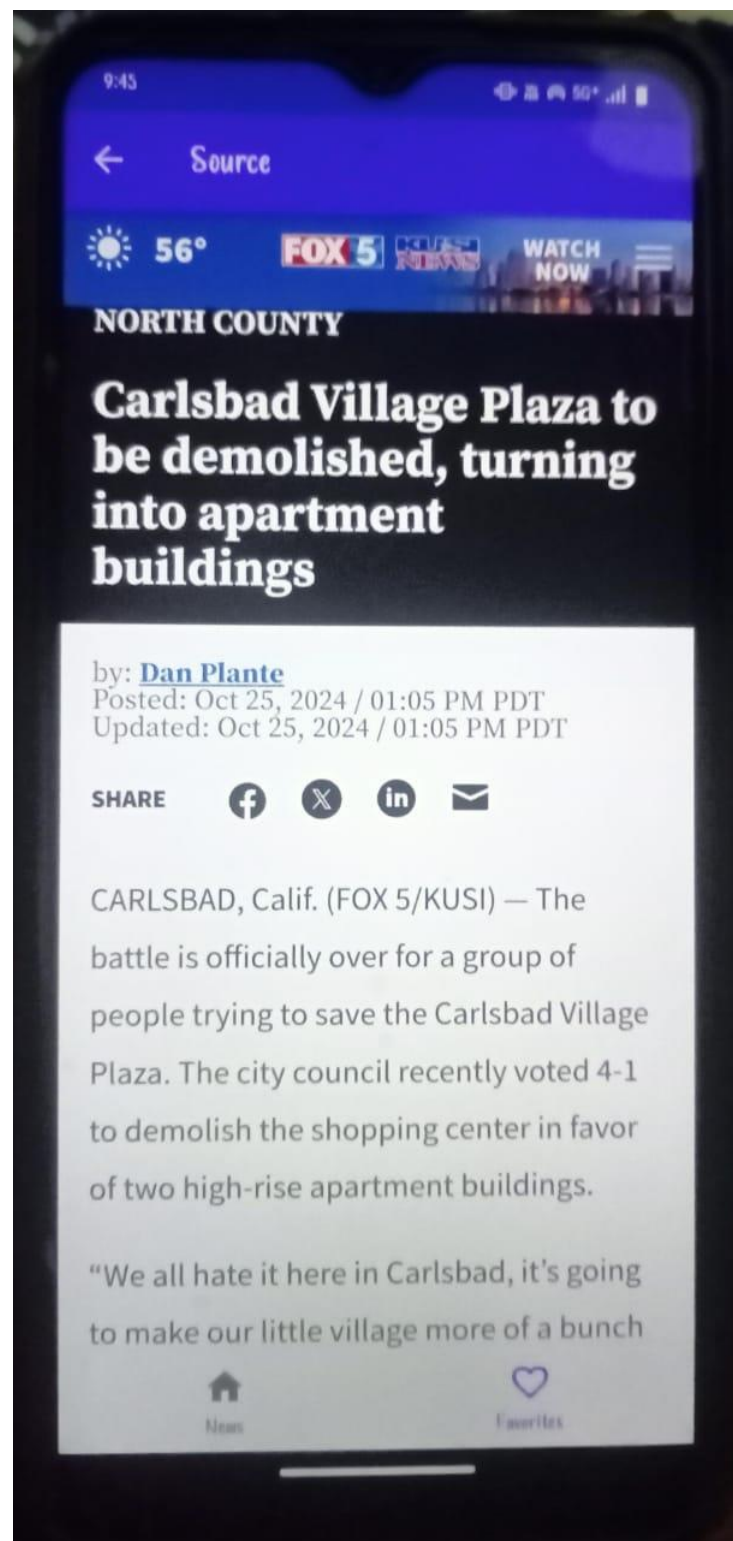 9:45
5G+
Source
56°
FOX 5 KUSI NEWS WATCH NOW
NORTH COUNTY
Carlsbad Village Plaza to
be demolished, turning
into apartment
buildings
by: Dan Plante
Posted: Oct 25, 2024 / 01:05 PM PDT
Updated: Oct 25, 2024 / 01:05 PM PDT
SHARE
CARLSBAD, Calif. (FOX 5/KUSI) — The
battle is officially over for a group of
people trying to save the Carlsbad Village
Plaza. The city council recently voted 4-1
to demolish the shopping center in favor
of two high-rise apartment buildings.
“We all hate it here in Carlsbad, it's going
to make our little village more of a bunch
News Favorites